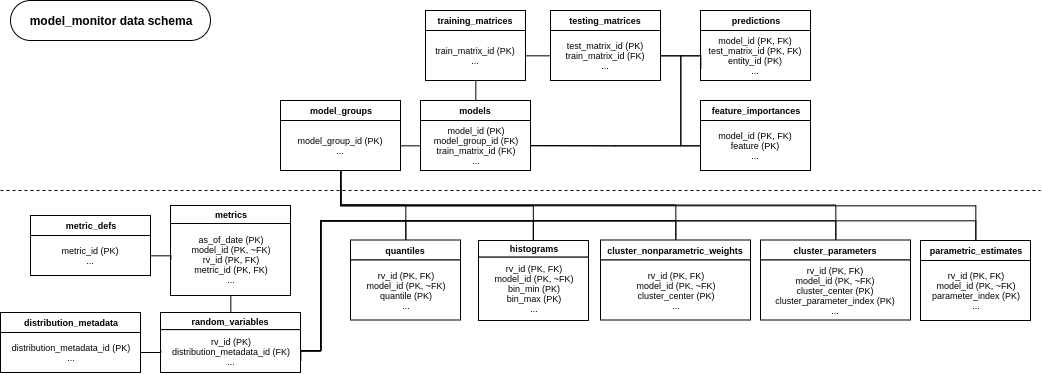 model_monitor data schema
training_matrices
train_matrix_id (PK)
...
testing_matrices
test_matrix_id (PK)
train_matrix_id (FK)
...
predictions
model_id (PK, FK)
test_matrix_id (PK, FK)
entity_id (PK)
...
model_groups
model_group_id (PK)
...
models
model_id (PK)
model_group_id (FK)
train_matrix_id (FK)
...
feature_importances
model_id (PK, FK)
feature (PK)
...
metric_defs
metric_id (PK)
...
metrics
as_of_date (PK)
model_id (PK, ~FK)
rv_id (PK, FK)
metric_id (PK, FK)
...
quantiles
rv_id (PK, FK)
model_id (PK, ~FK)
quantile (PK)
...
histograms
rv_id (PK, FK)
model_id (PK, ~FK)
bin_min (PK)
bin_max (PK)
...
cluster_nonparametric_weights
rv_id (PK, FK)
model_id (PK, ~FK)
cluster_center (PK)
...
cluster_parameters
rv_id (PK, FK)
model_id (PK, ~FK)
cluster_center (PK)
cluster_parameter_index (PK)
...
parametric_estimates
rv_id (PK, FK)
model_id (PK, ~FK)
parameter_index (PK)
...
distribution_metadata
distribution_metadata_id (PK)
...
random_variables
rv_id (PK)
distribution_metadata_id (FK)
...